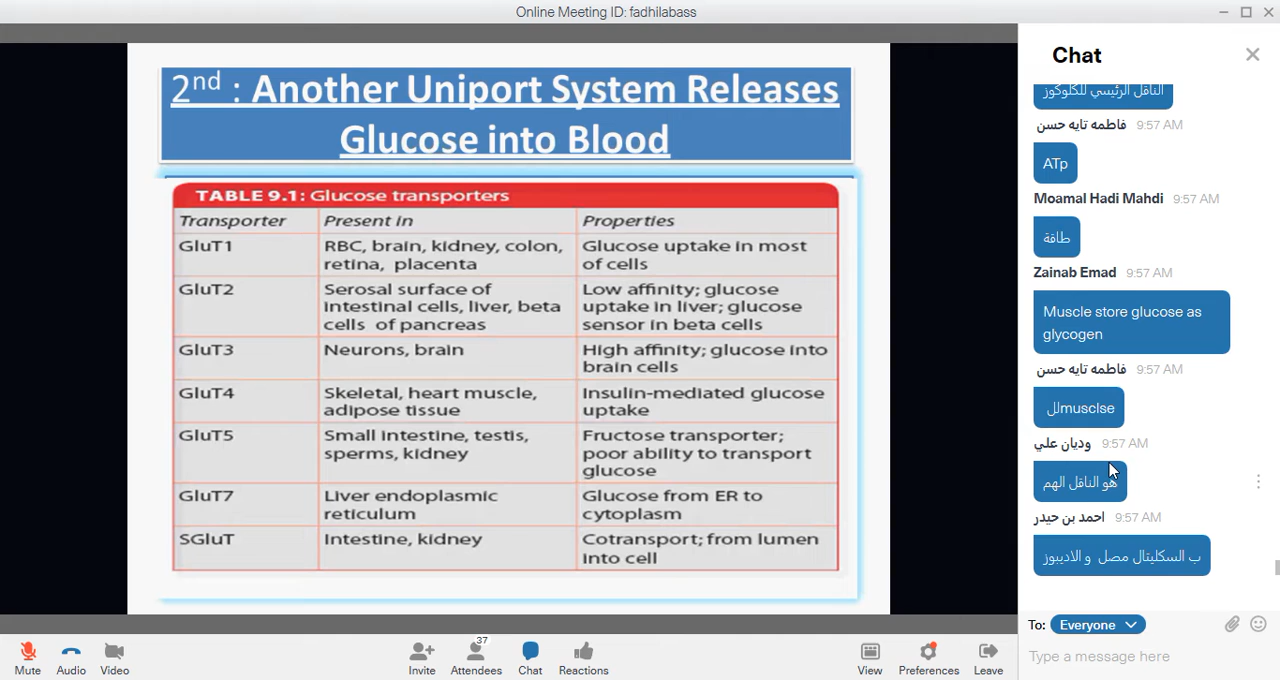 Online Meeting ID: fadhilabass
2nd : Another Uniport System Releases
Glucose into Blood
TABLE 9.1: Glucose transporters
Transporter Present in Properties
GluT1 RBC, brain, kidney, colon, Glucose uptake in most
retina, placenta of cells
GluT2 Serosal surface of Low affinity; glucose
intestinal cells, liver, beta uptake in liver; glucose
cells of pancreas sensor in beta cells
GluT3 Neurons, brain High affinity; glucose into
brain cells
GluT4 Skeletal, heart muscle, Insulin-mediated glucose
adipose tissue uptake
GluT5 Small intestine, testis, Fructose transporter;
sperms, kidney poor ability to transport
glucose
GluT7 Liver endoplasmic Glucose from ER to
reticulum cytoplasm
SGluT Intestine, kidney Cotransport; from lumen
into cell
Chat
الناقل الرئيسي للكلوكوز
فاطمه تايه حسن 9:57 AM
ATp
Moamal Hadi Mahdi 9:57 AM
طاقة
Zainab Emad 9:57 AM
Muscle store glucose as
glycogen
فاطمه تايه حسن 9:57 AM
للmusclse
وديان علي 9:57 AM
هو الناقل الهم
احمد بن حيدر 9:57 AM
ب السكليتال مصل و الاديبوز
To: Everyone
Type a message here
Mute Audio Video Invite 37 Attendees Chat Reactions View Preferences Leave